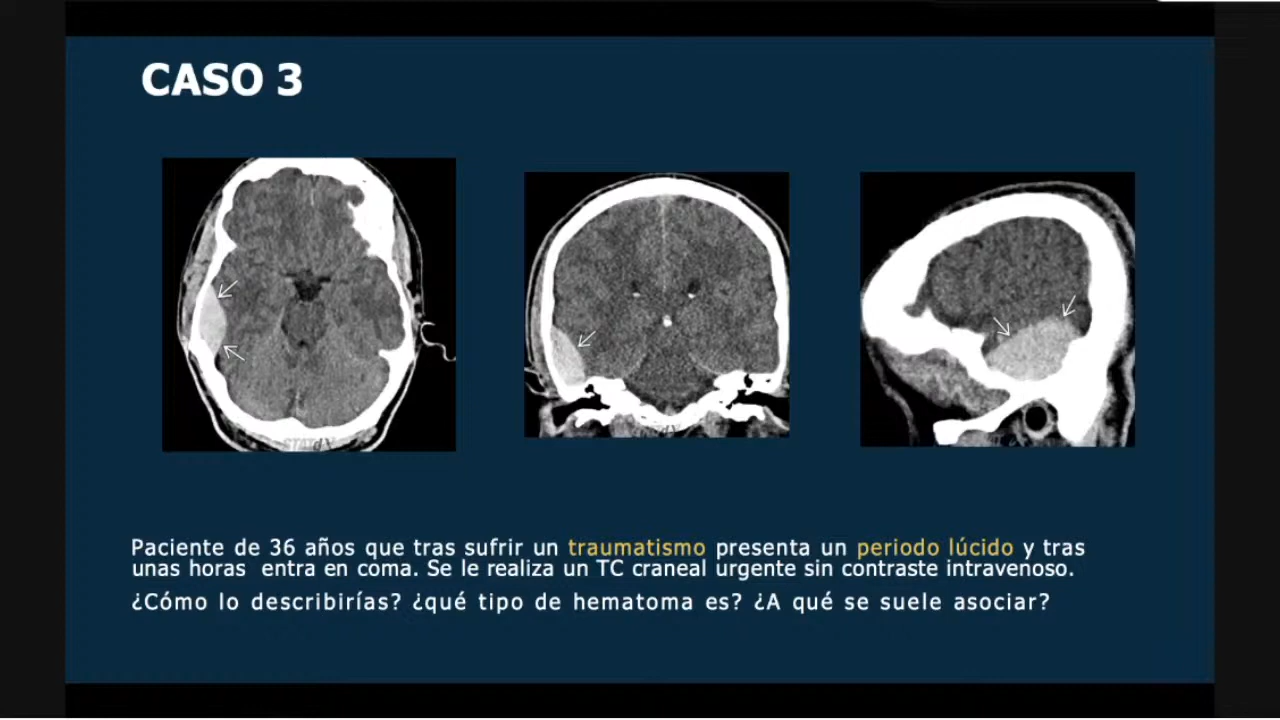 CASO 3
Paciente de 36 años que tras sufrir un traumatismo presenta un periodo lúcido y tras
unas horas entra en coma. Se le realiza un TC craneal urgente sin contraste intravenoso.
¿Cómo lo describirías? ¿qué tipo de hematoma es? ¿A qué se suele asociar?